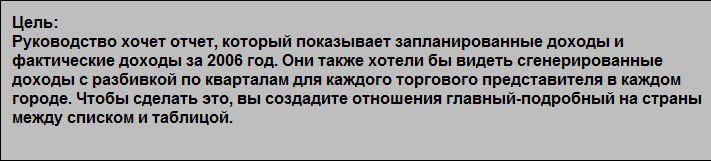 Цель:
Руководство хочет отчет, который показывает запланированные доходы и
фактические доходы за 2006 год. Они также хотели бы видеть сгенерированные
доходы с разбивкой по кварталам для каждого торгового представителя в каждом
городе. Чтобы сделать это, вы создадите отношения главный-подробный на страны
между списком и таблицой.